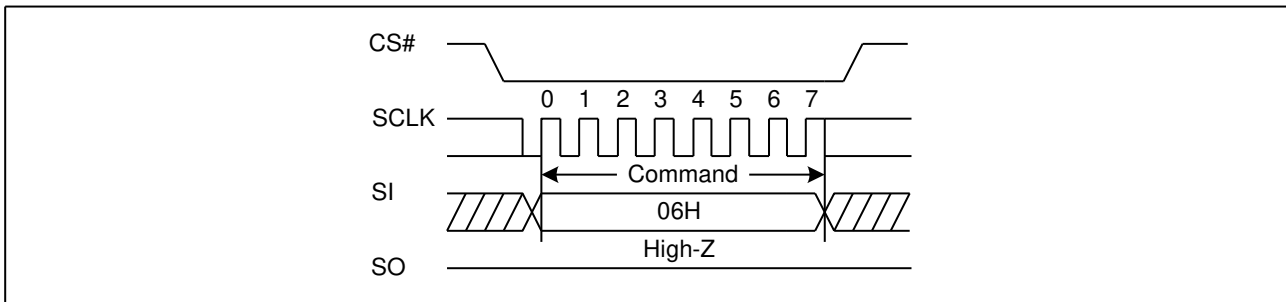 CS#
0 1 2 3 4 5 6 7
SCLK
Command
SI
06H
High-Z
SO